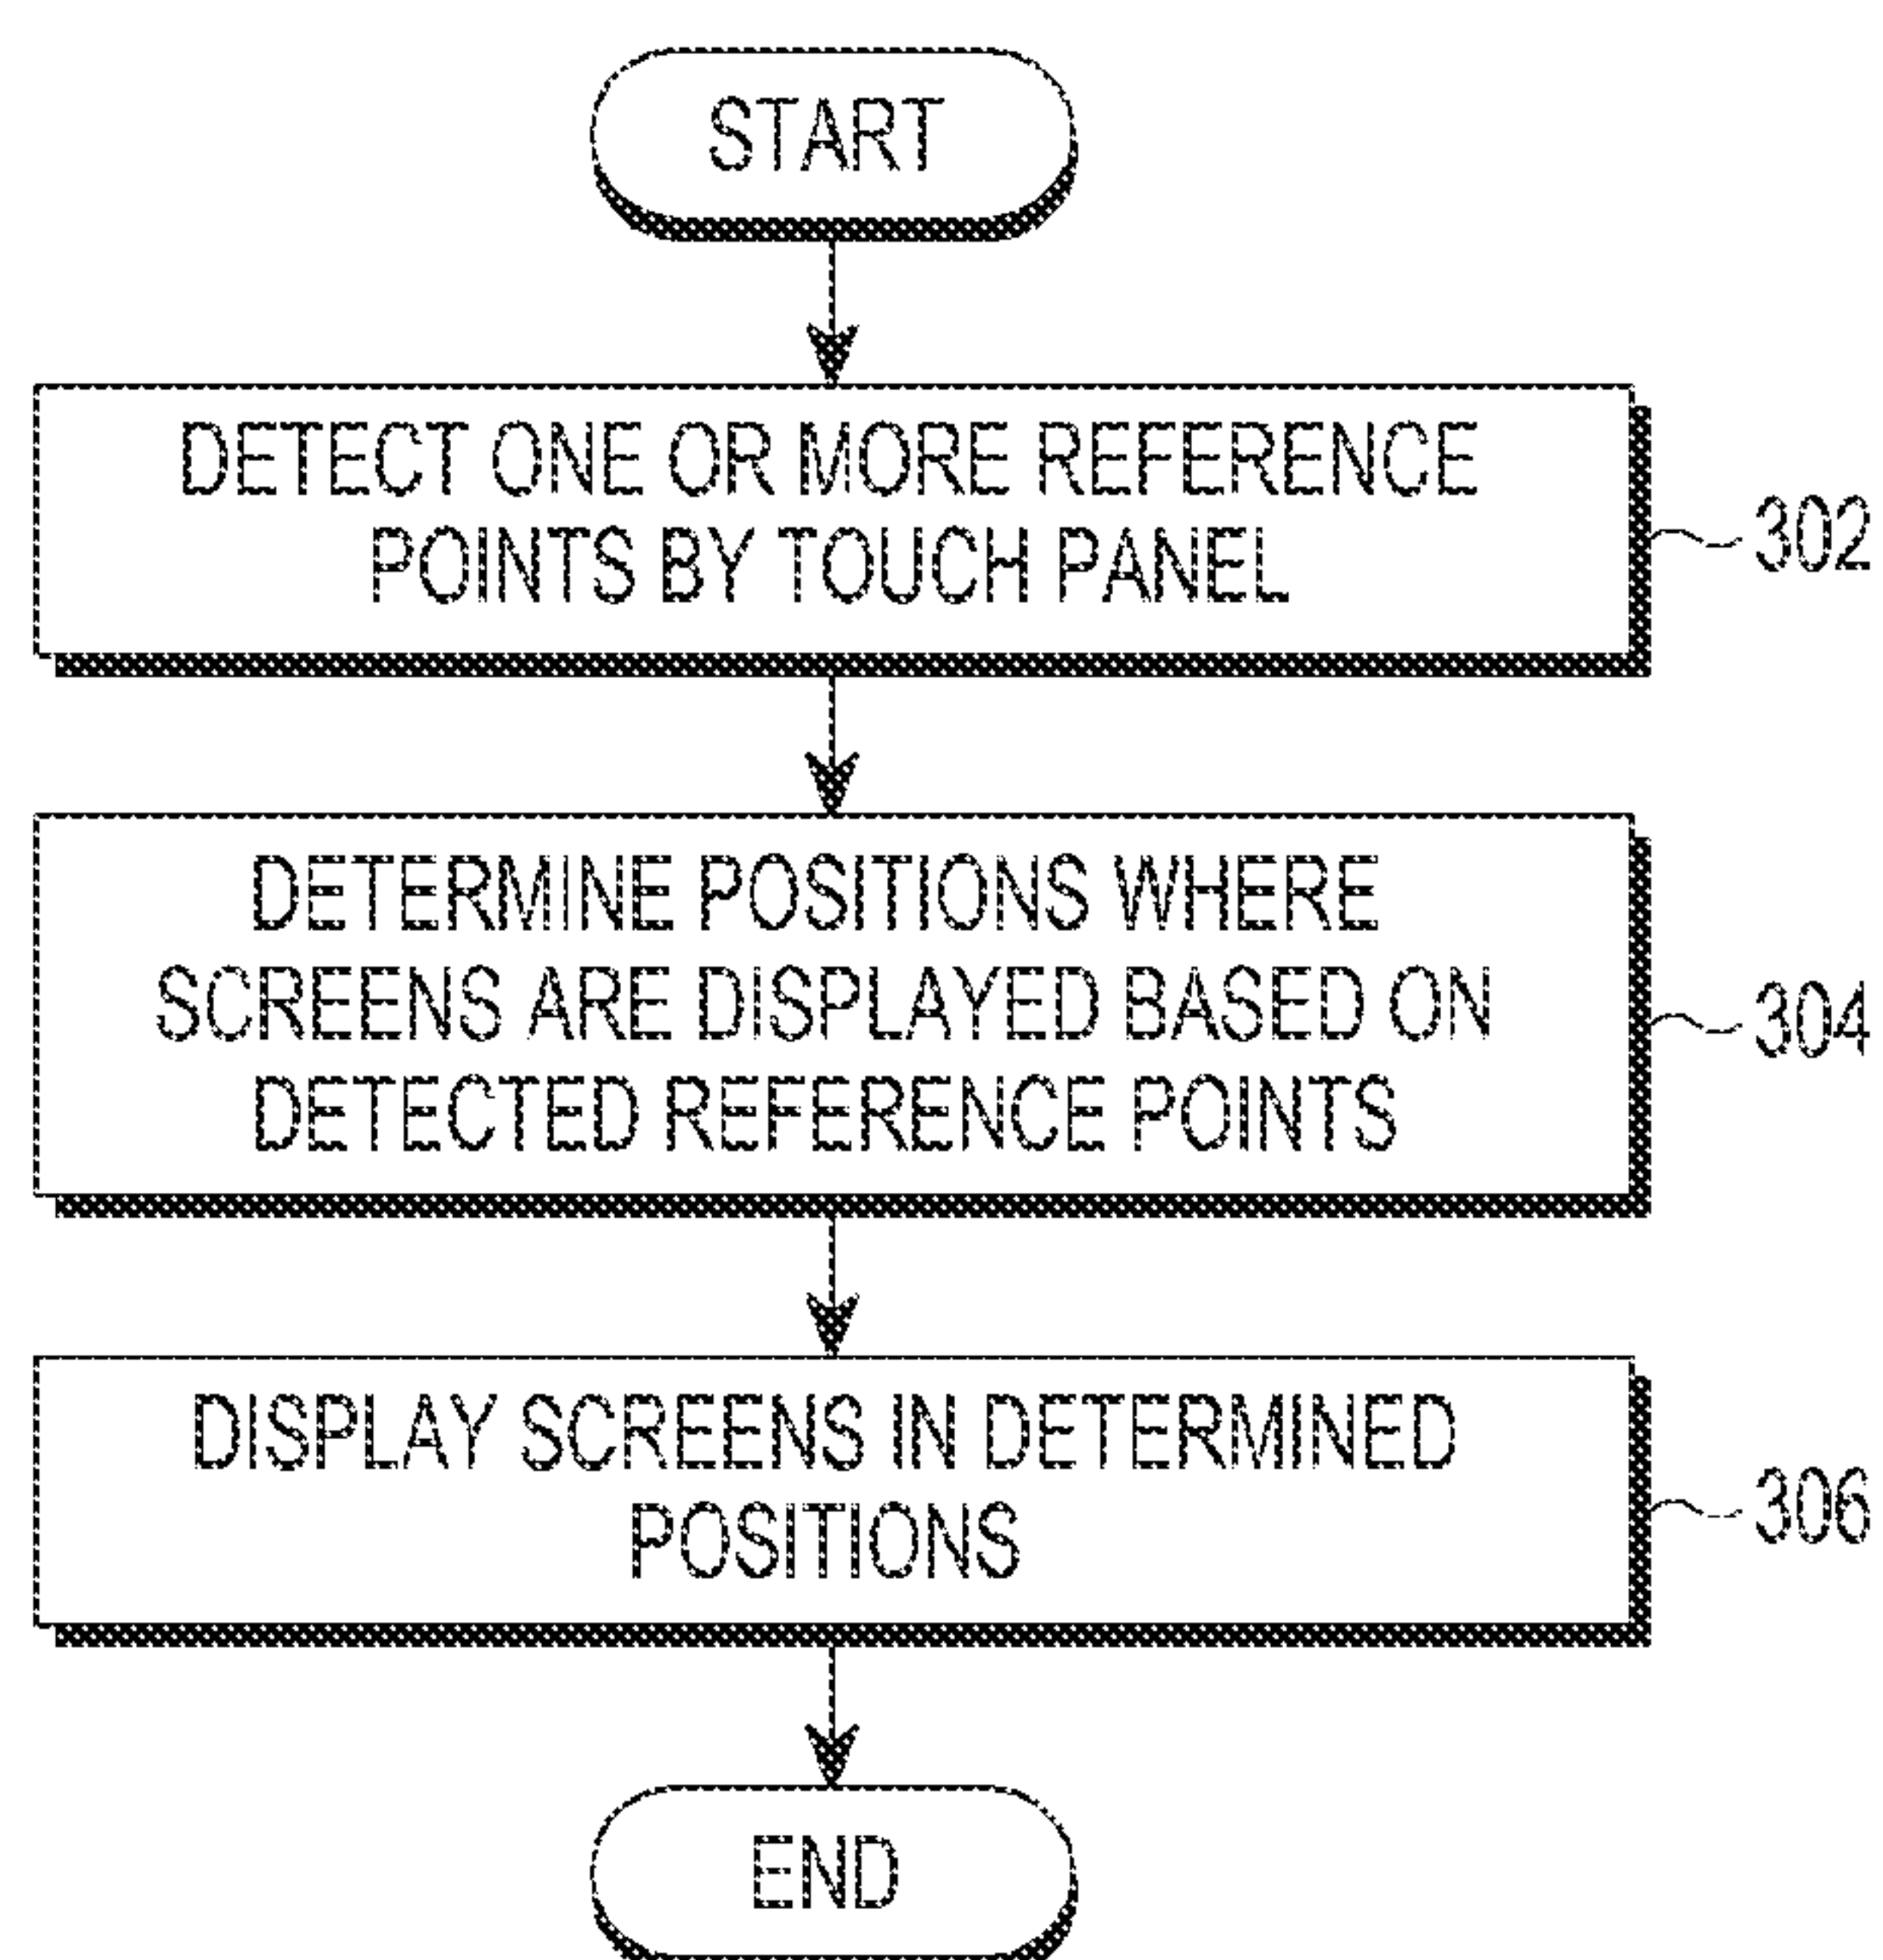 START
DETECT ONE OR MORE REFERENCE
POINTS BY TOUCH PANEL
302
DETERMINE POSITIONS WHERE
SCREENS ARE DISPLAYED BASED ON
DETECTED REFERENCE POINTS
304
DISPLAY SCREENS IN DETERMINED
POSITIONS
306
END